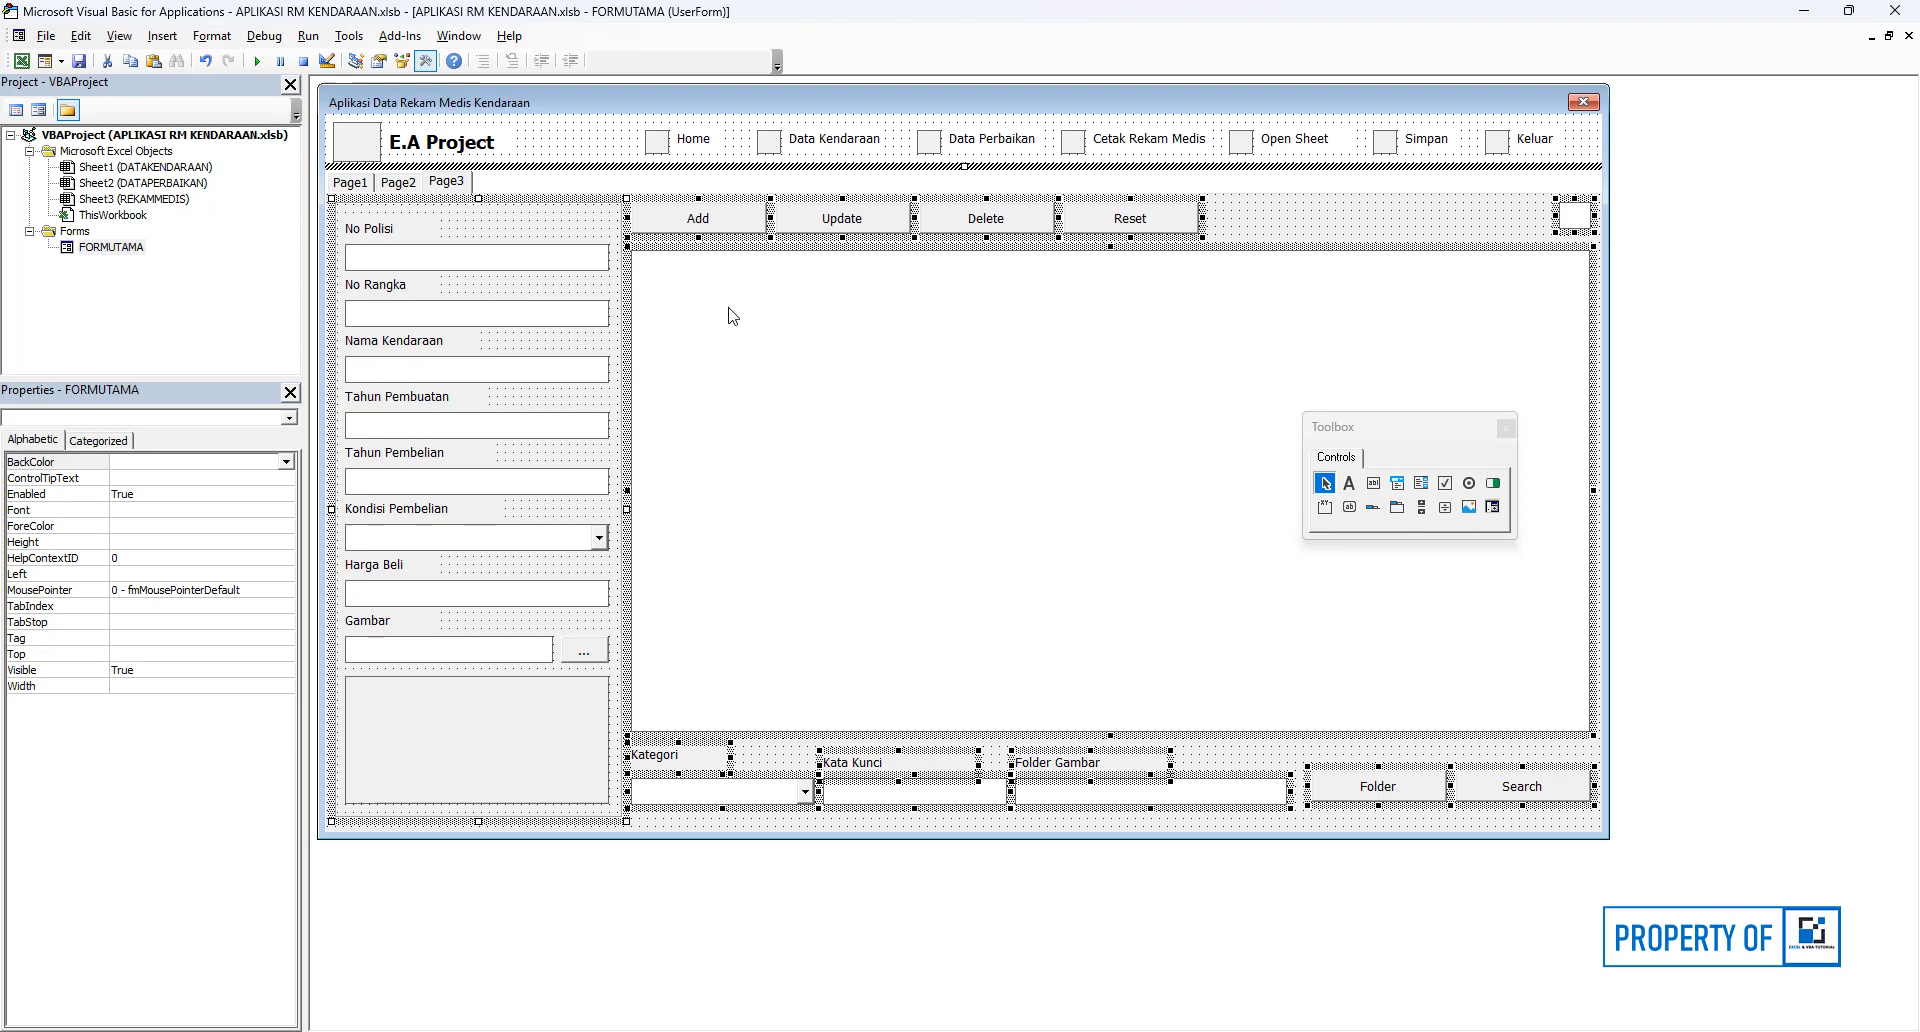 Microsoft Visual Basic for Applications - APLIKASI RM KENDARAAN.xlsb - [APLIKASI RM KENDARAAN.xlsb - FORMUTAMA (UserForm)]
File Edit View Insert Format Debug Run Tools Add-Ins Window Help
Project - VBAProject
VBAProject (APLIKASI RM KENDARAAN.xlsb)
Microsoft Excel Objects
Sheet1 (DATAKENDARAAN)
Sheet2 (DATAPERBAIKAN)
Sheet3 (REKAMMEDIS)
ThisWorkbook
Forms
FORMUTAMA
Properties - FORMUTAMA
Alphabetic Categorized
BackColor
ControlTipText
Enabled True
Font
ForeColor
Height
HelpContextID 0
Left
MousePointer 0 - fmMousePointerDefault
TabIndex
TabStop
Tag
Top
Visible True
Width
Aplikasi Data Rekam Medis Kendaraan
E.A Project Home Data Kendaraan Data Perbaikan Cetak Rekam Medis Open Sheet Simpan Keluar
Page1 Page2 Page3
No Polisi
No Rangka
Nama Kendaraan
Tahun Pembuatan
Tahun Pembelian
Kondisi Pembelian
Harga Beli
Gambar
...
Add Update Delete Reset
Toolbox
Controls
Kategori Kata Kunci Folder Gambar
Folder Search
PROPERTY OF
EXCEL & VBA TUTORIAL